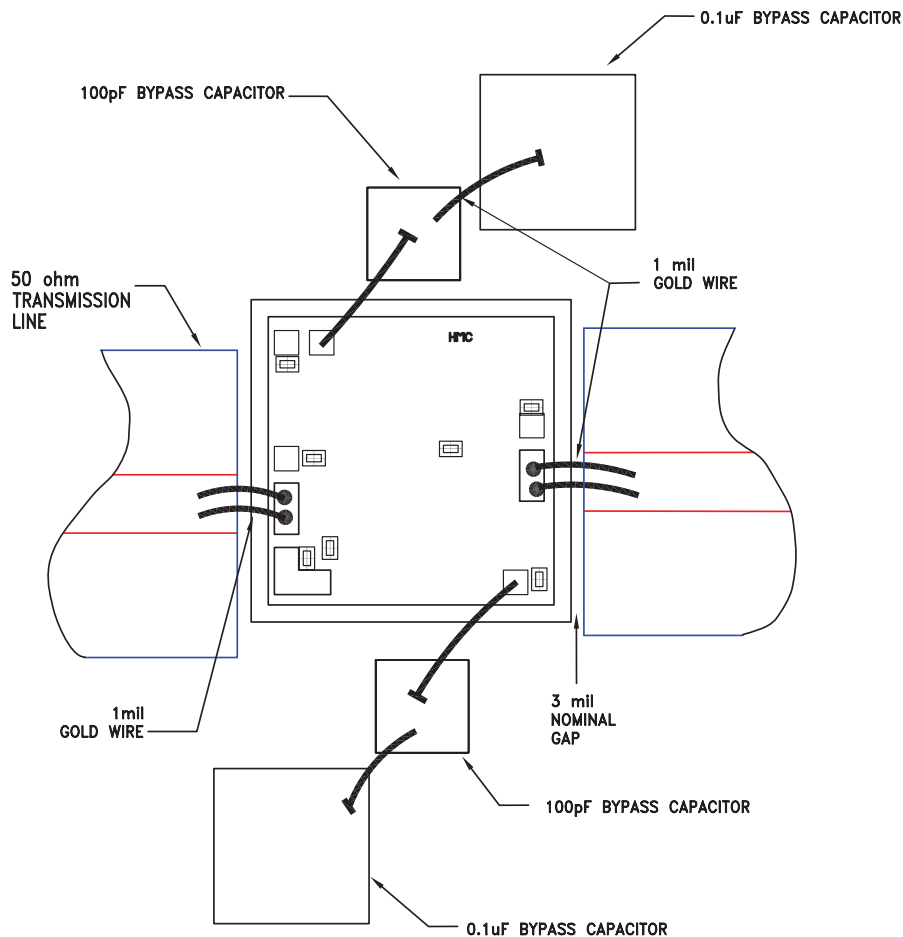 0.1uF BYPASS CAPACITOR
100pF BYPASS CAPACITOR
1 mil
GOLD WIRE
50 ohm
TRANSMISSION
LINE
HMC
1mil
GOLD WIRE
3 mil
NOMINAL
GAP
100pF BYPASS CAPACITOR
0.1uF BYPASS CAPACITOR